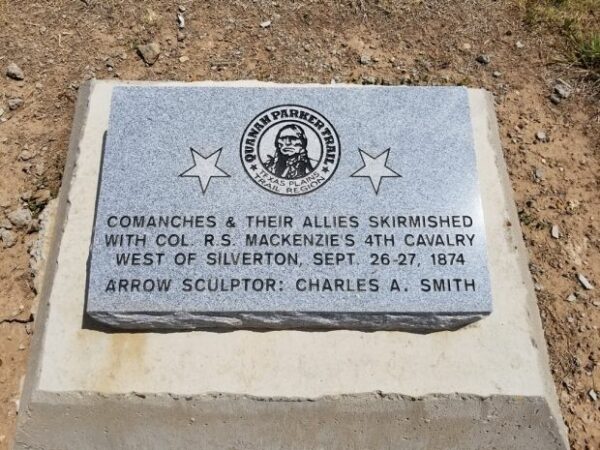 QUANAH PARKER TRAIL
TEXAS PLAINS
TRAIL REGION
COMANCHES & THEIR ALLIES SKIRMISHED
WITH COL. R.S. MACKENZIE'S 4TH CAVALRY
WEST OF SILVERTON, SEPT. 26-27, 1874
ARROW SCULPTOR: CHARLES A. SMITH